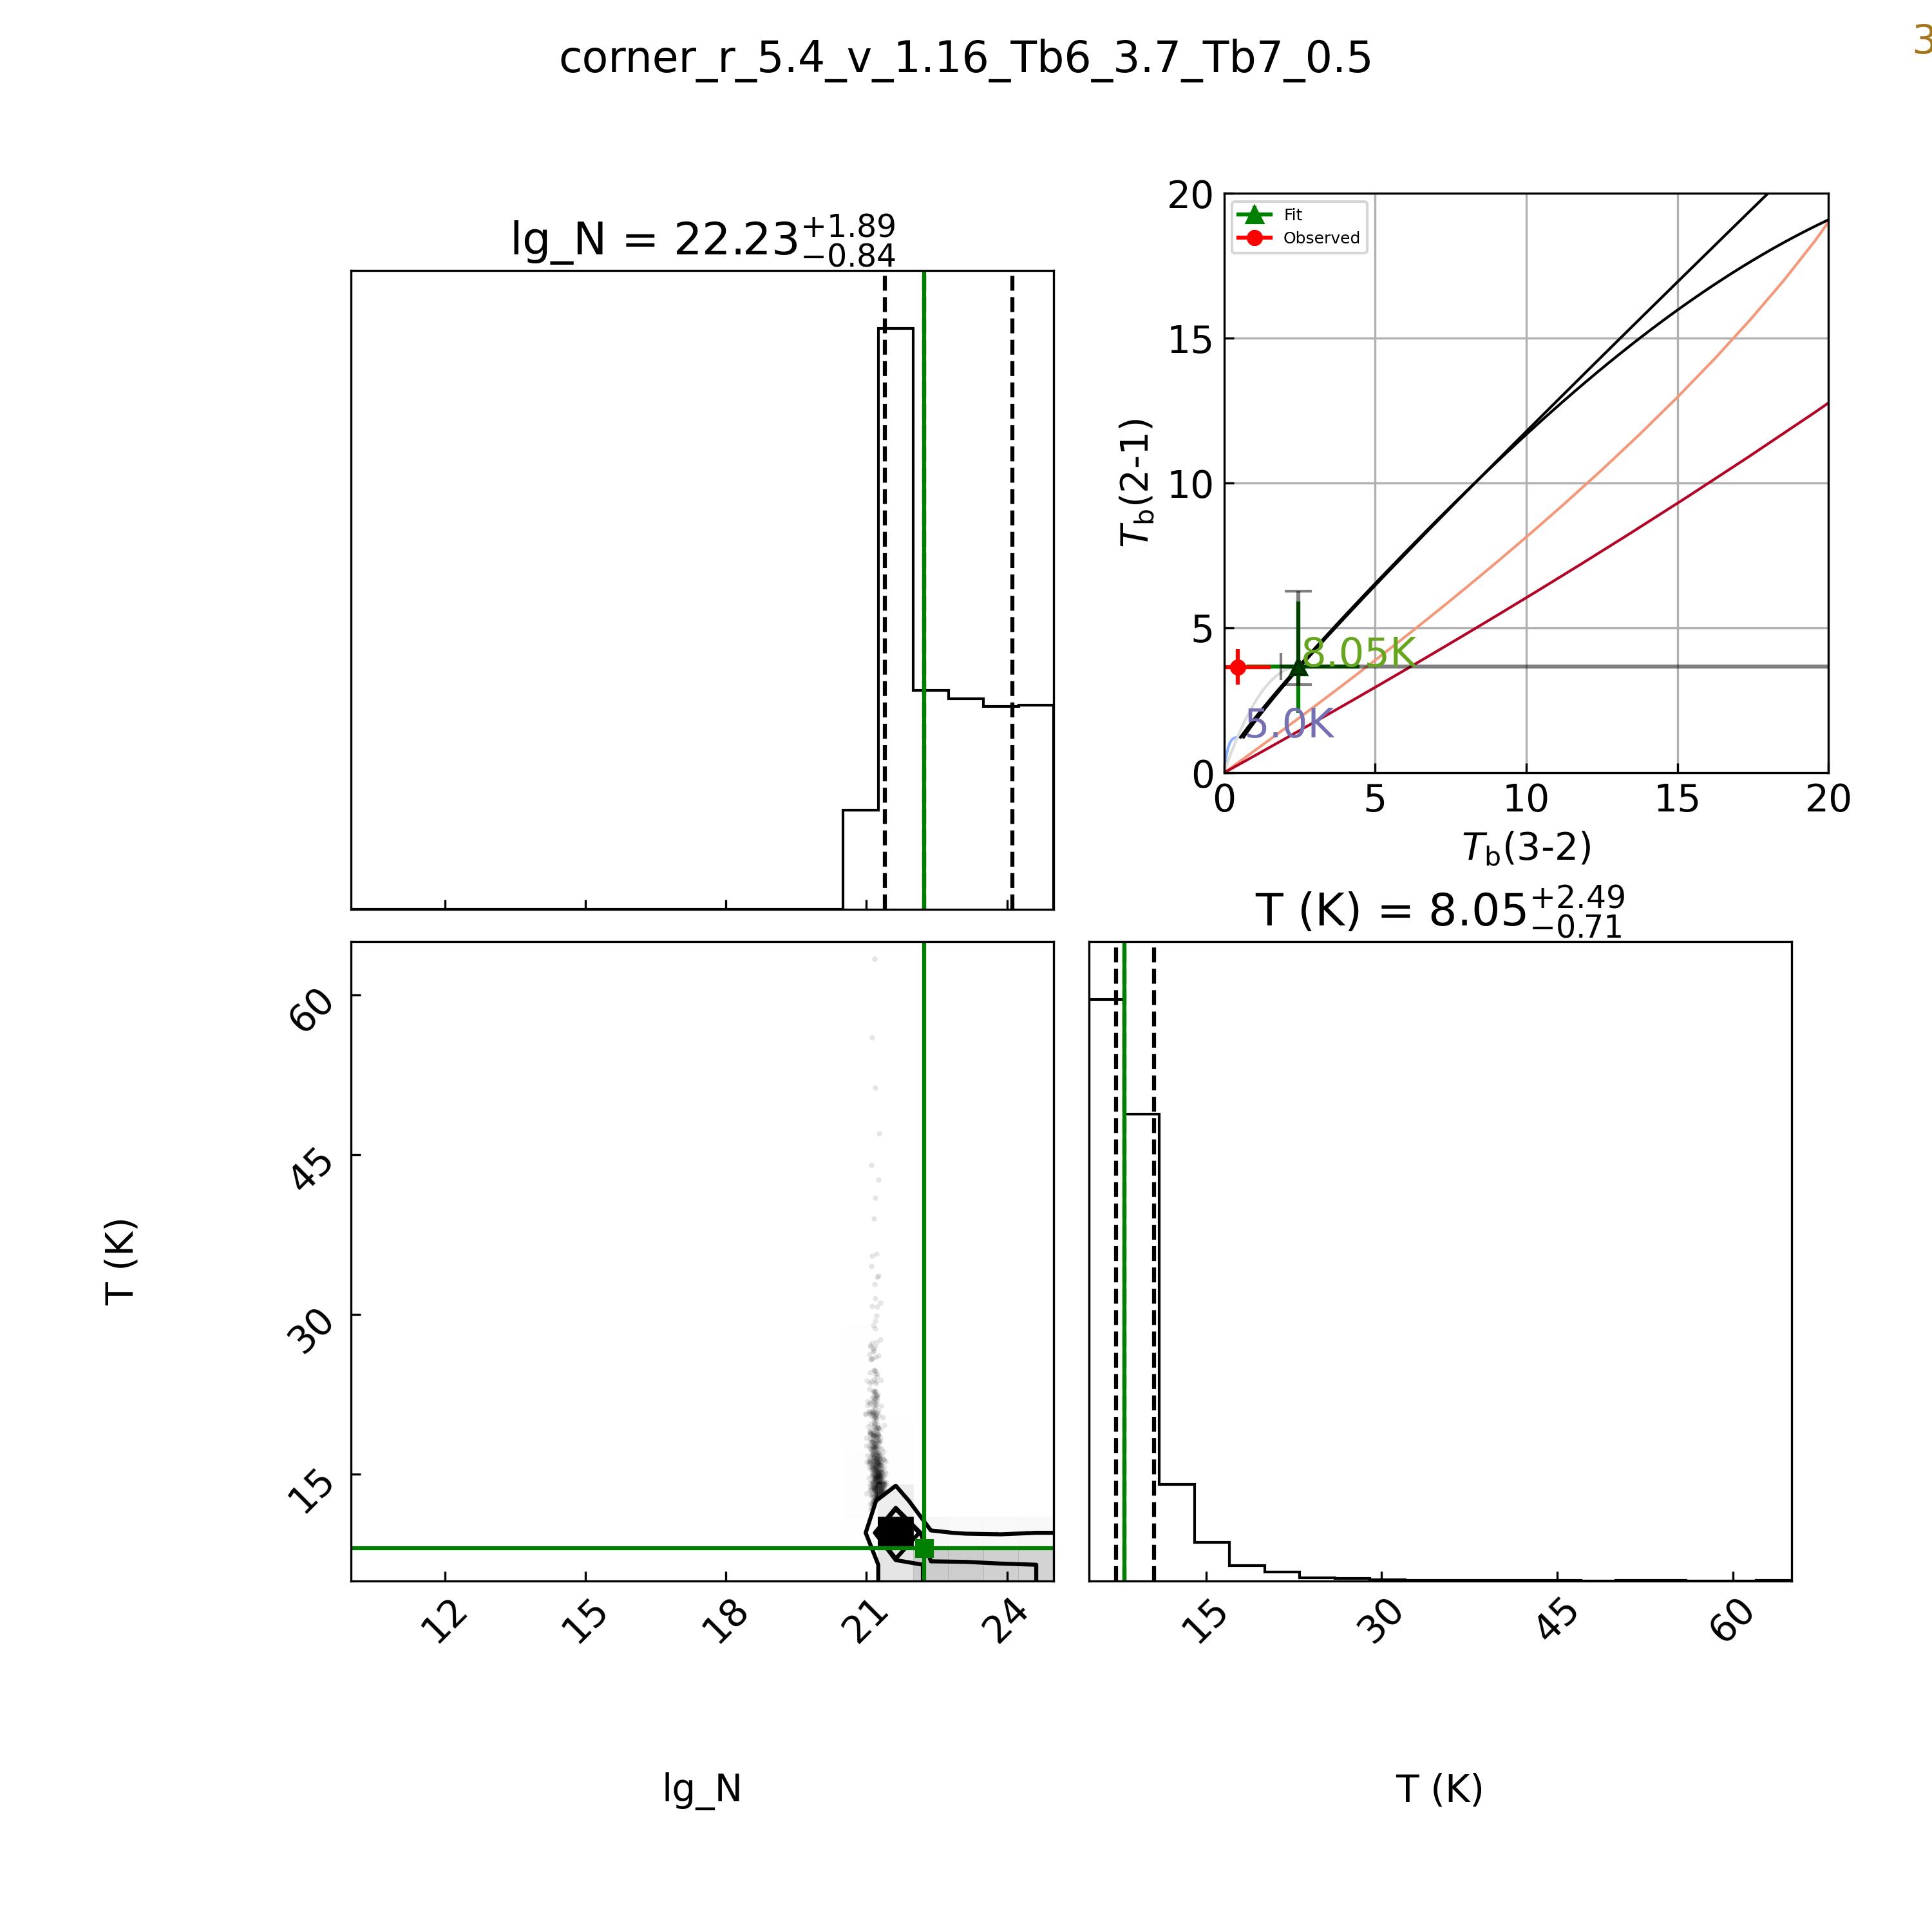 corner_r_5.4_v_1.16_Tb6_3.7_Tb7_0.5
3
lg_N = 22.23+1.89−0.84
20
15
10
5
0
Fit
Observed
8.05K
5.0K
Tb(2-1)
0 5 10 15 20
Tb(3-2)
T (K) = 8.05+2.49−0.71
60
45
30
15
T (K)
12 15 18 21 24
15 30 45 60
lg_N
T (K)